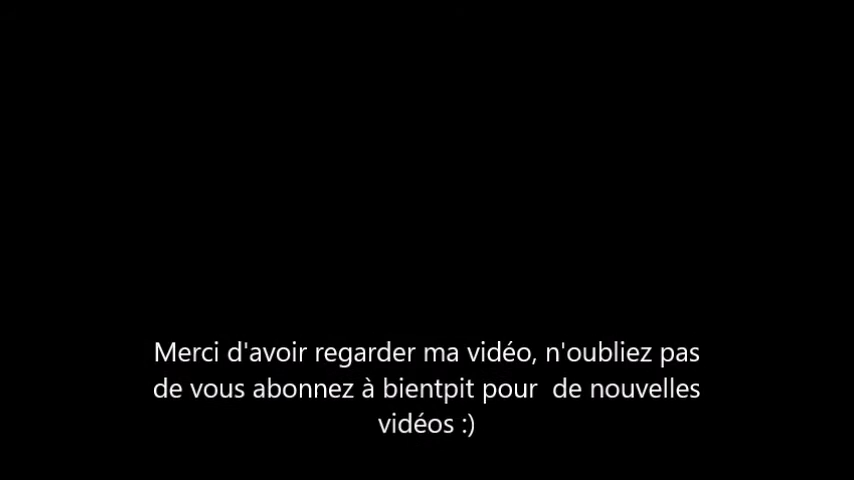 Merci d'avoir regarder ma vidéo, n'oubliez pas
de vous abonnez à bientpit pour  de nouvelles
vidéos :)